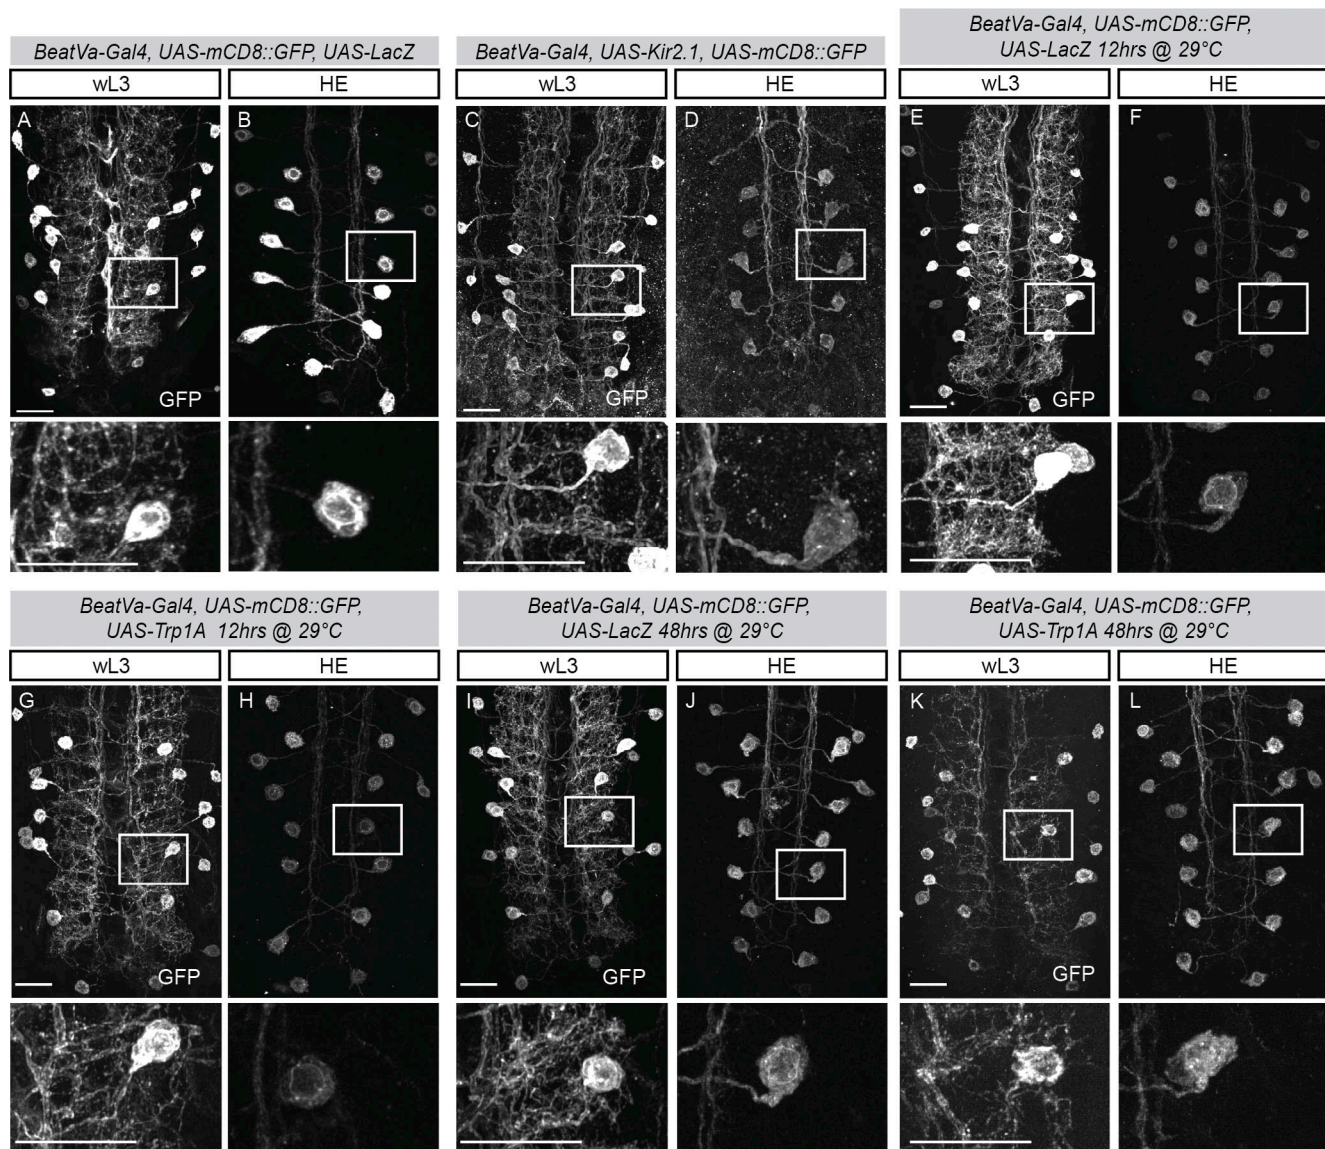 BeatVa-Gal4, UAS-mCD8::GFP, UAS-LacZ
wL3
HE
A
B
GFP
BeatVa-Gal4, UAS-Kir2.1, UAS-mCD8::GFP
wL3
HE
C
D
GFP
BeatVa-Gal4, UAS-mCD8::GFP,
UAS-LacZ 12hrs @ 29°C
wL3
HE
E
F
GFP
BeatVa-Gal4, UAS-mCD8::GFP,
UAS-Trp1A 12hrs @ 29°C
wL3
HE
G
H
GFP
BeatVa-Gal4, UAS-mCD8::GFP,
UAS-LacZ 48hrs @ 29°C
wL3
HE
I
J
GFP
BeatVa-Gal4, UAS-mCD8::GFP,
UAS-Trp1A 48hrs @ 29°C
wL3
HE
K
L
GFP